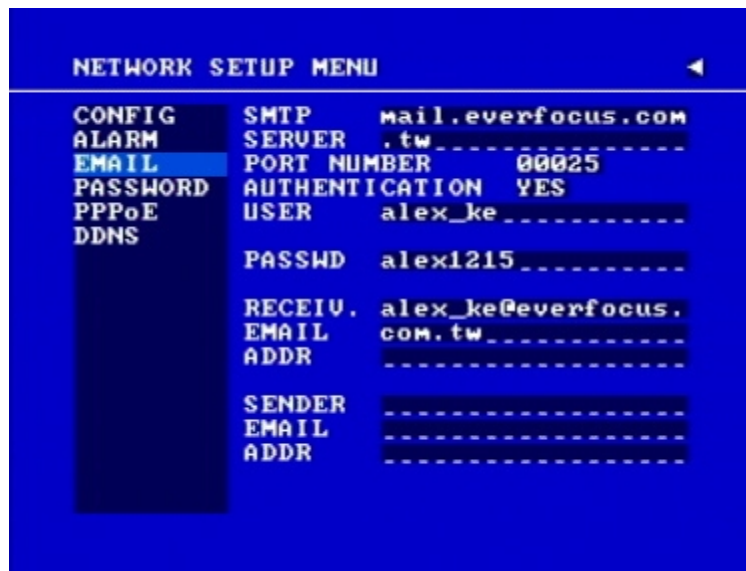 NETWORK SETUP MENU
CONFIG
ALARM
EMAIL
PASSWORD
PPPoE
DDNS
SMTP mail.everfocus.com
SERVER .tw
PORT NUMBER 00025
AUTHENTICATION YES
USER alex_ke
PASSWD alex1215
RECEIV. alex_ke@everfocus.
EMAIL com.tw
ADDR
SENDER
EMAIL
ADDR